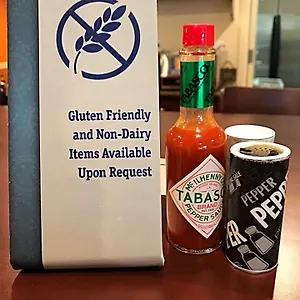 Gluten Friendly
and Non-Dairy
Items Available
Upon Request
TABASCO
McILHENNY CO.
TABASCO
BRAND
PEPPER SAUCE
PEPPER
PEPPER